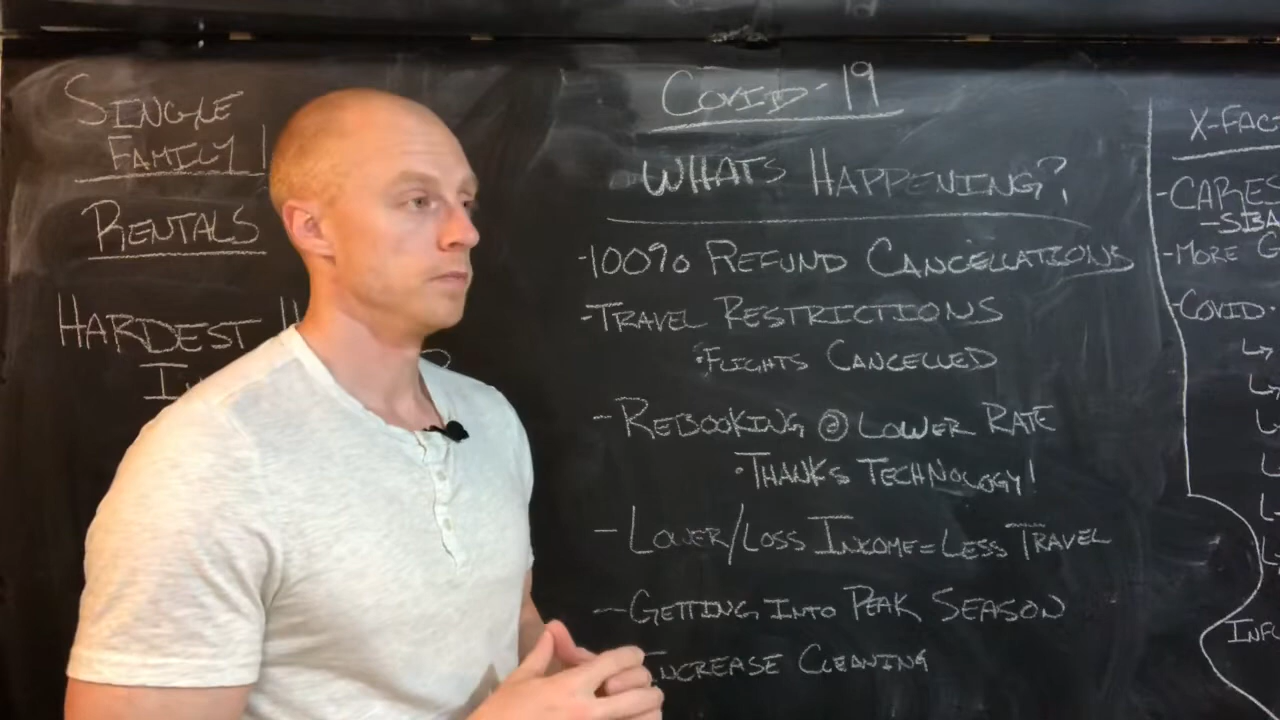 SINGLE
FAMILY
RENTALS
HARDEST
COVID-19
WHATS HAPPENING?
-100% REFUND CANCELLATIONS
-TRAVEL RESTRICTIONS
•FLIGHTS CANCELLED
-REBOOKING @ LOWER RATE
•THANKS TECHNOLOGY!
-LOWER/LOSS INCOME=LESS TRAVEL
-GETTING INTO PEAK SEASON
INCREASE CLEANING
X-FAC
-CARES
-MORE
-COVID-